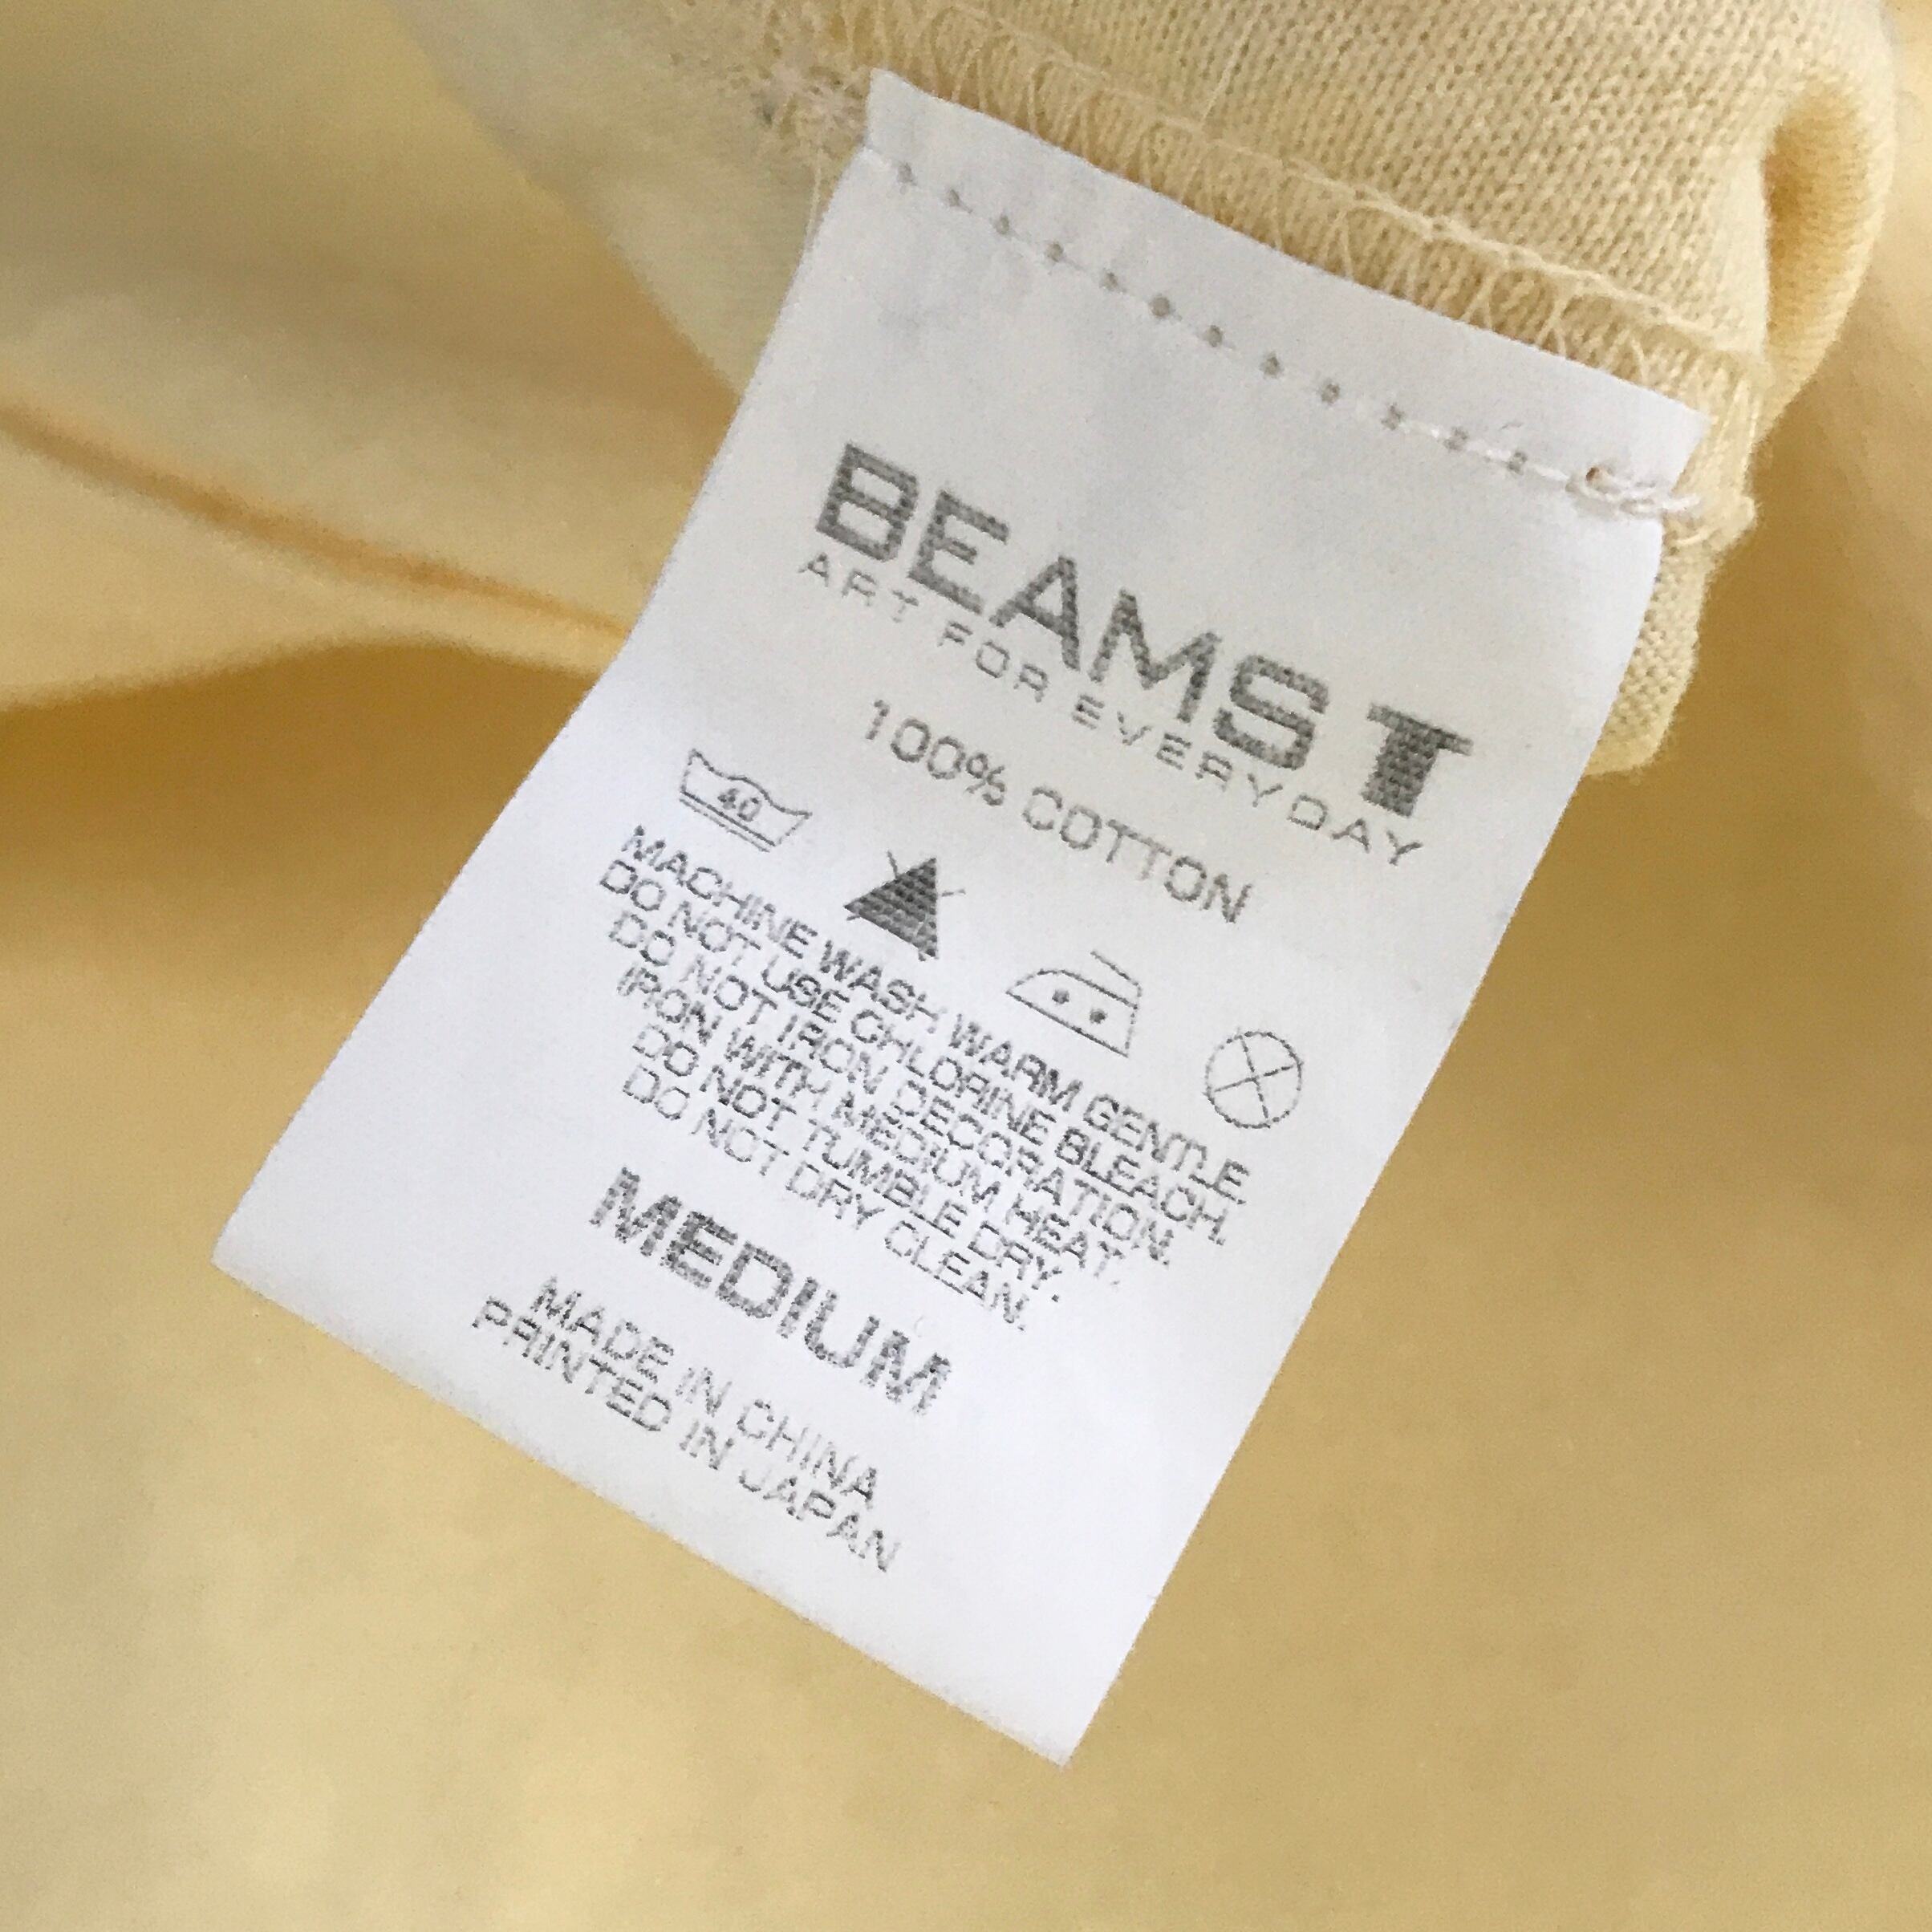 BEAMS T
ART FOR EVERYDAY
100% COTTON
40
MACHINE WASH WARM GENTLE.
DO NOT USE CHLORINE BLEACH.
DO NOT IRON DECORATION.
IRON WITH MEDIUM HEAT.
DO NOT TUMBLE DRY.
DO NOT DRY CLEAN.
MEDIUM
MADE IN CHINA
PRINTED IN JAPAN